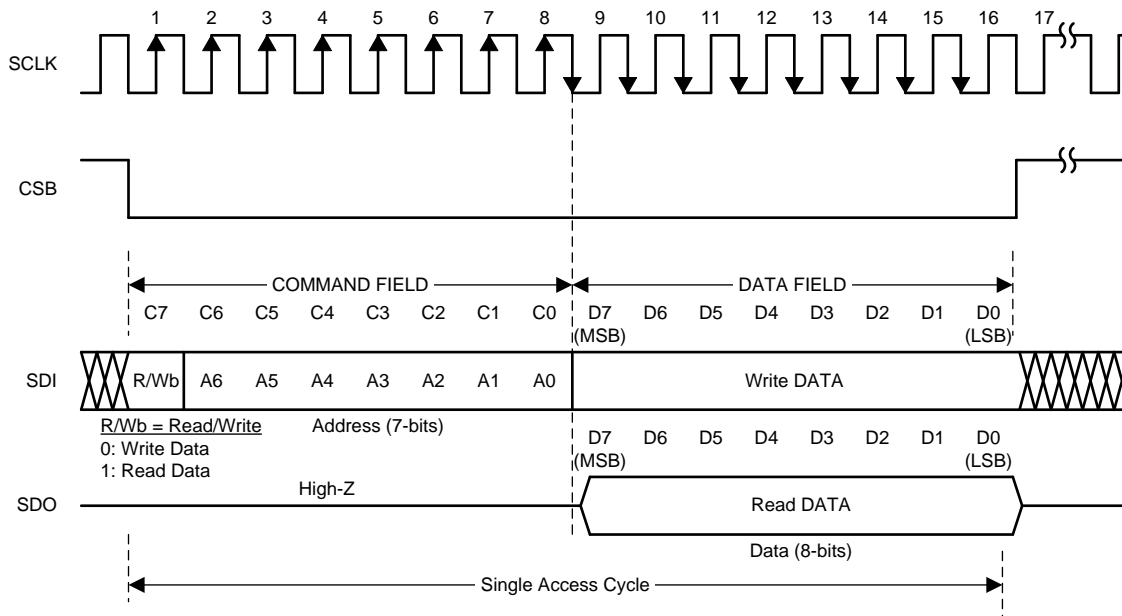 1 2 3 4 5 6 7 8 9 10 11 12 13 14 15 16 17
SCLK
CSB
COMMAND FIELD DATA FIELD
C7 C6 C5 C4 C3 C2 C1 C0 D7 D6 D5 D4 D3 D2 D1 D0
(MSB) (LSB)
SDI R/Wb A6 A5 A4 A3 A2 A1 A0 Write DATA
R/Wb = Read/Write Address (7-bits) D7 D6 D5 D4 D3 D2 D1 D0
0: Write Data (MSB) (LSB)
1: Read Data
High-Z
SDO Read DATA
Data (8-bits)
Single Access Cycle